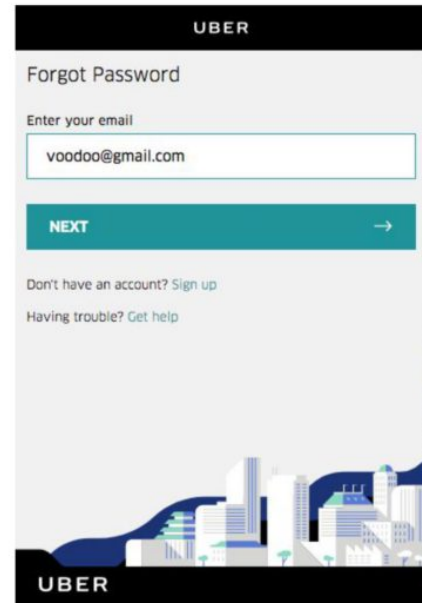 UBER
Forgot Password
Enter your email
voodoo@gmail.com
NEXT →
Don't have an account? Sign up
Having trouble? Get help
UBER